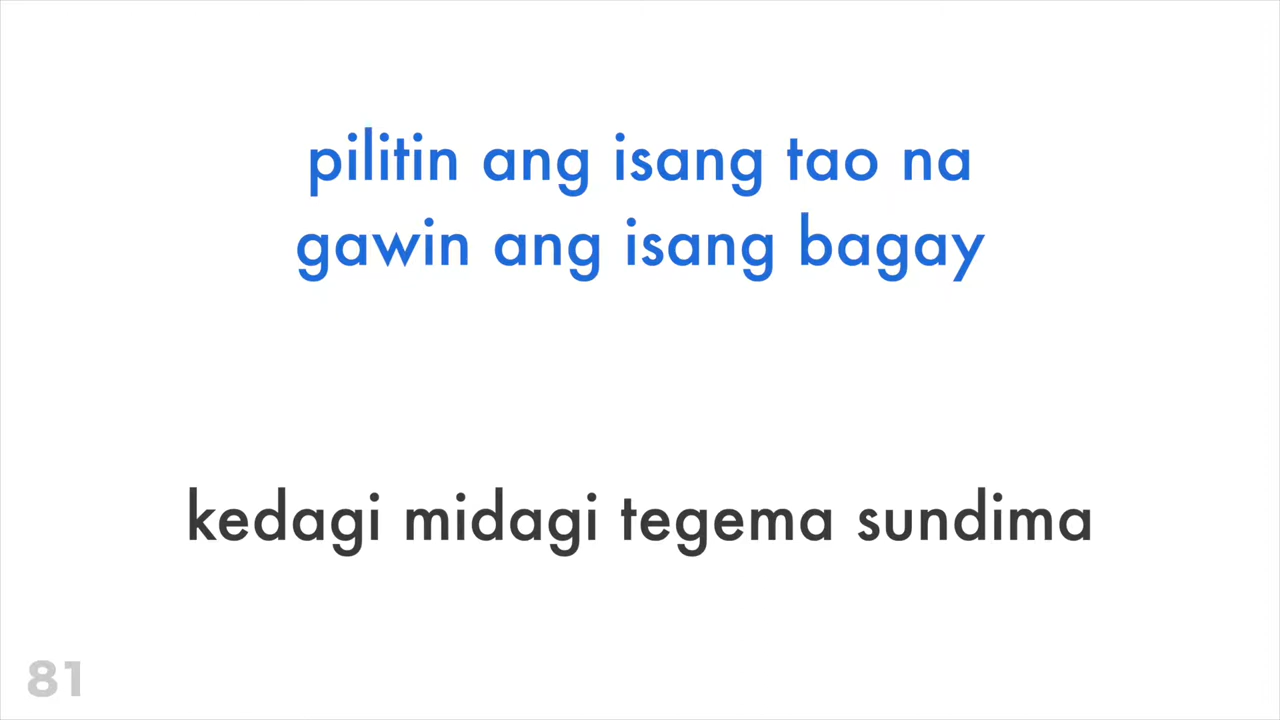 pilitin ang isang tao na
gawin ang isang bagay
kedagi midagi tegema sundima
81